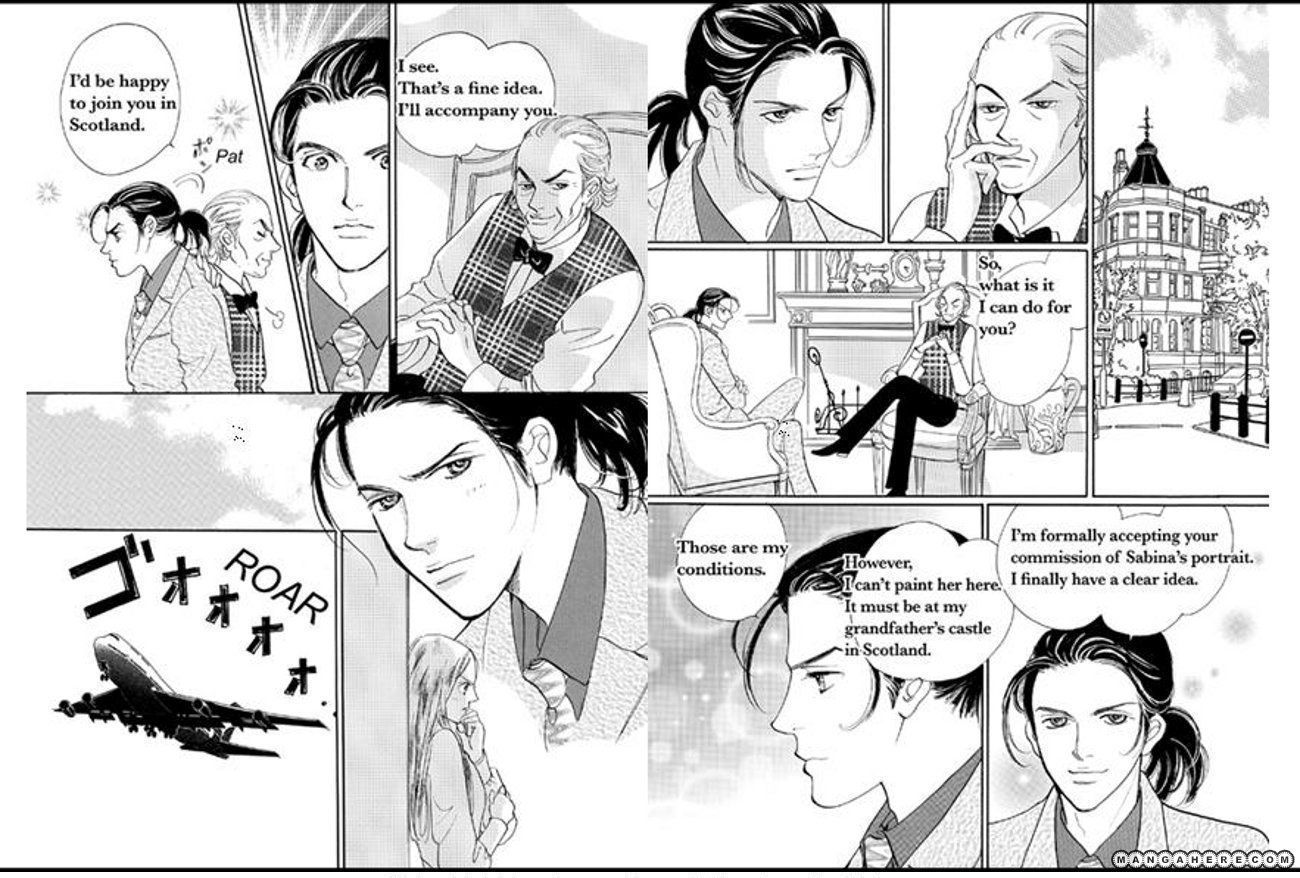 So,
what is it
I can do for
you?
I'm formally accepting your
commission of Sabina's portrait.
I finally have a clear idea.
However,
I can't paint her here.
It must be at my
grandfather's castle
in Scotland.
Those are my
conditions.
I see.
That's a fine idea.
I'll accompany you.
I'd be happy
to join you in
Scotland.
ポン
Pat
ゴオオオオオ
ROAR
MANGAHERE.COM